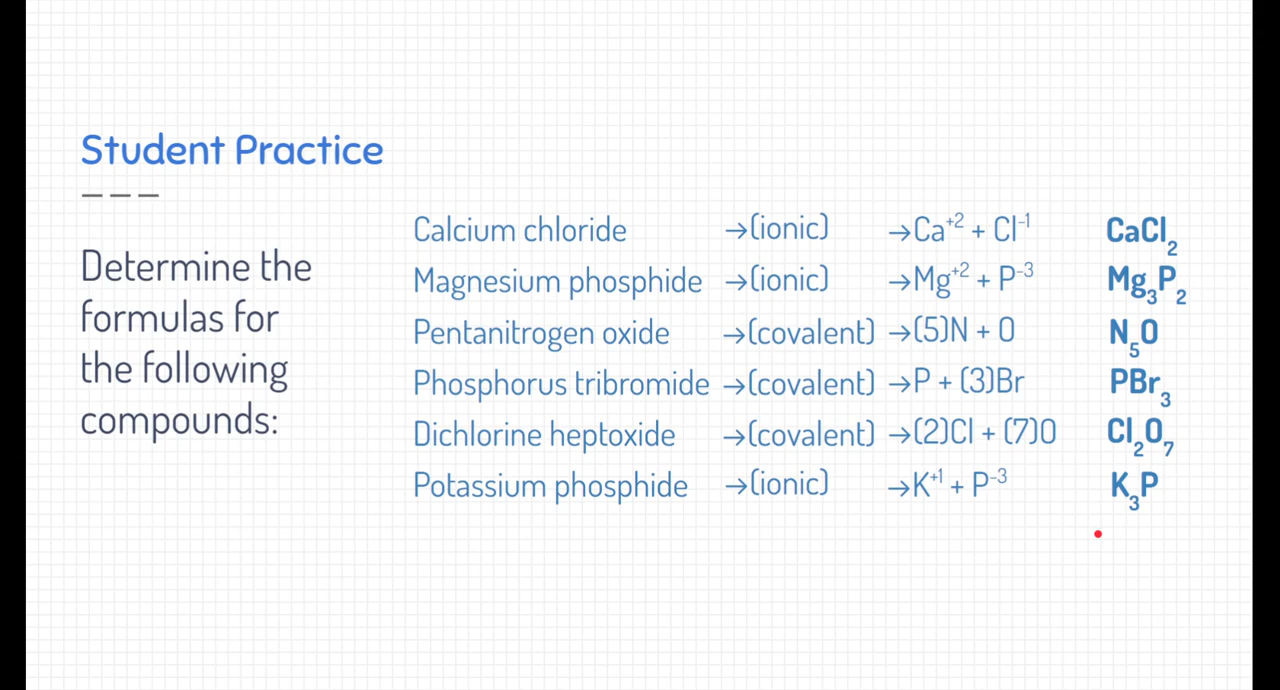 Student Practice
Determine the
formulas for
the following
compounds:
Calcium chloride →(ionic) →Ca⁺² + Cl⁻¹ CaCl₂
Magnesium phosphide →(ionic) →Mg⁺² + P⁻³ Mg₃P₂
Pentanitrogen oxide →(covalent) →(5)N + O N₅O
Phosphorus tribromide →(covalent) →P + (3)Br PBr₃
Dichlorine heptoxide →(covalent) →(2)Cl + (7)O Cl₂O₇
Potassium phosphide →(ionic) →K⁺¹ + P⁻³ K₃P